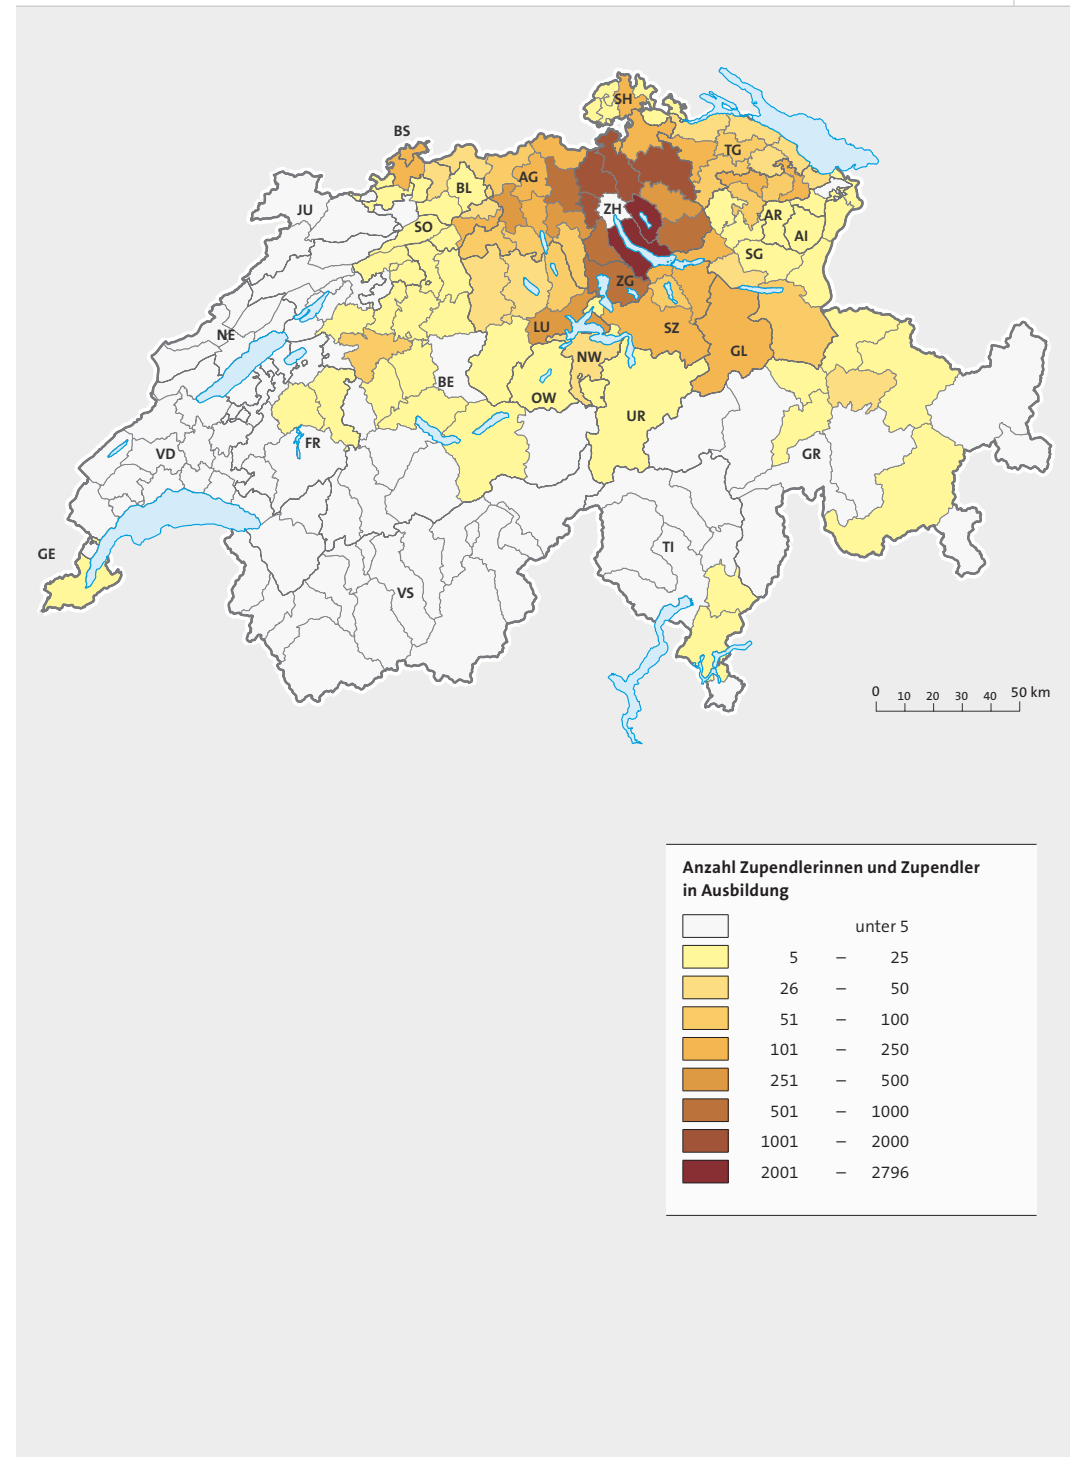 SH
BS
TG
AG
BL
JU
ZH
AR
SO
AI
SG
ZG
LU
SZ
NE
GL
NW
BE
OW
UR
FR
VD
GR
GE
TI
VS
0 10 20 30 40 50 km
Anzahl Zupendlerinnen und Zupendler
in Ausbildung
unter 5
5 – 25
26 – 50
51 – 100
101 – 250
251 – 500
501 – 1000
1001 – 2000
2001 – 2796